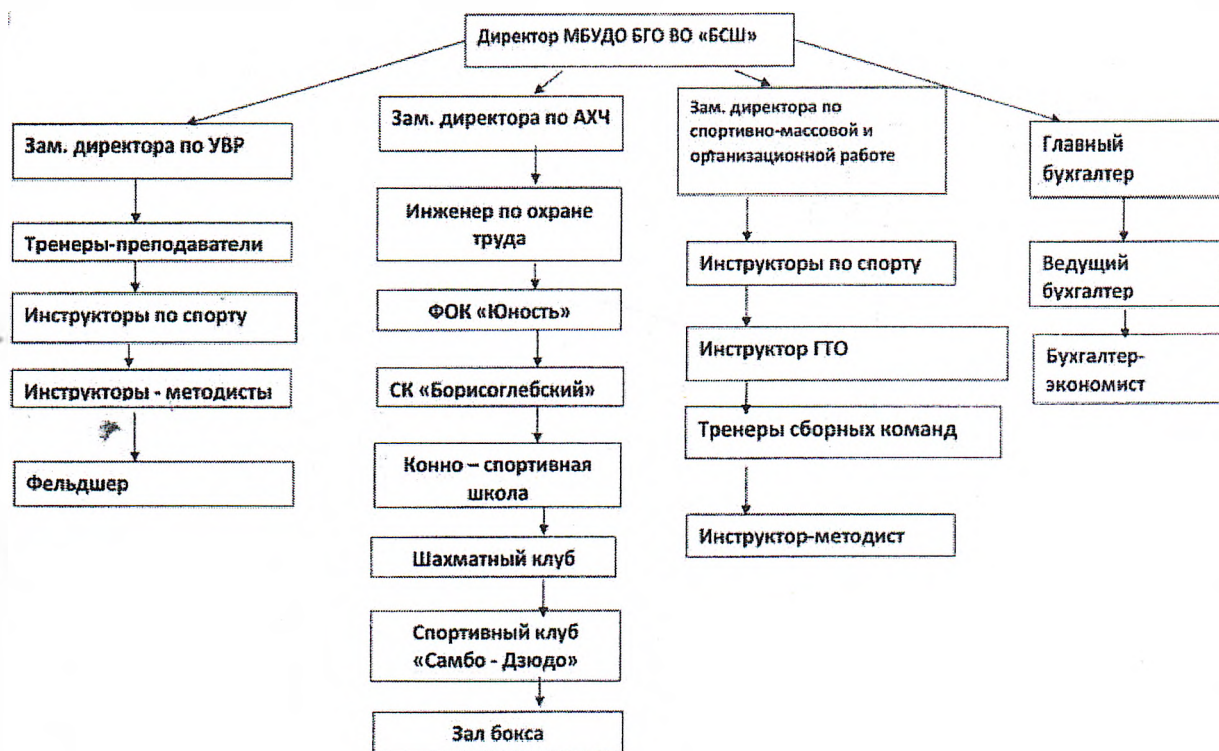 Директор МБУДО БГО ВО «БСШ»
Зам. директора по УВР
Тренеры-преподаватели
Инструкторы по спорту
Инструкторы - методисты
Фельдшер
Зам. директора по АХЧ
Инженер по охране
труда
ФОК «Юность»
СК «Борисоглебский»
Конно – спортивная
школа
Шахматный клуб
Спортивный клуб
«Самбо - Дзюдо»
Зал бокса
Зам. директора по
спортивно-массовой и
организационной работе
Инструкторы по спорту
Инструктор ГТО
Тренеры сборных команд
Инструктор-методист
Главный
бухгалтер
Ведущий
бухгалтер
Бухгалтер-
экономист